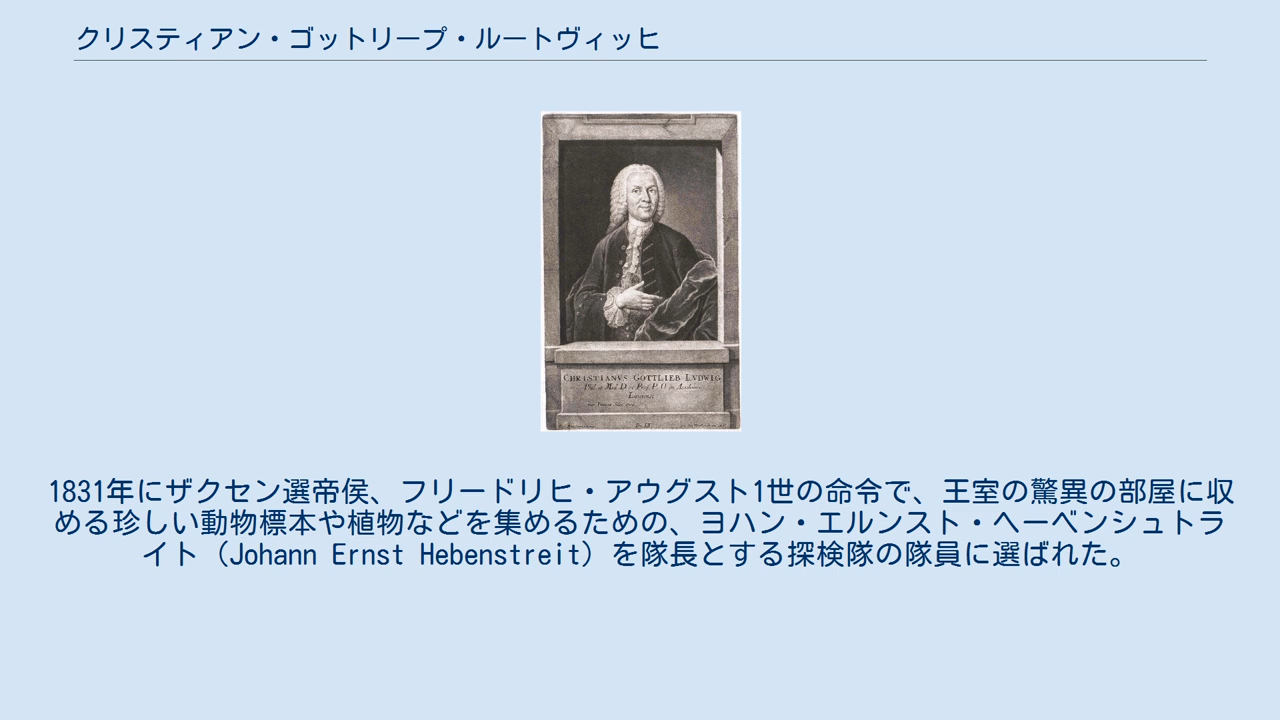 クリスティアン・ゴットリープ・ルートヴィッヒ
CHRISTIANVS GOTTLIEB LVDWIG
1831年にザクセン選帝侯、フリードリヒ・アウグスト1世の命令で、王室の驚異の部屋に収
める珍しい動物標本や植物などを集めるための、ヨハン・エルンスト・ヘーベンシュトラ
イト（Johann Ernst Hebenstreit）を隊長とする探検隊の隊員に選ばれた。